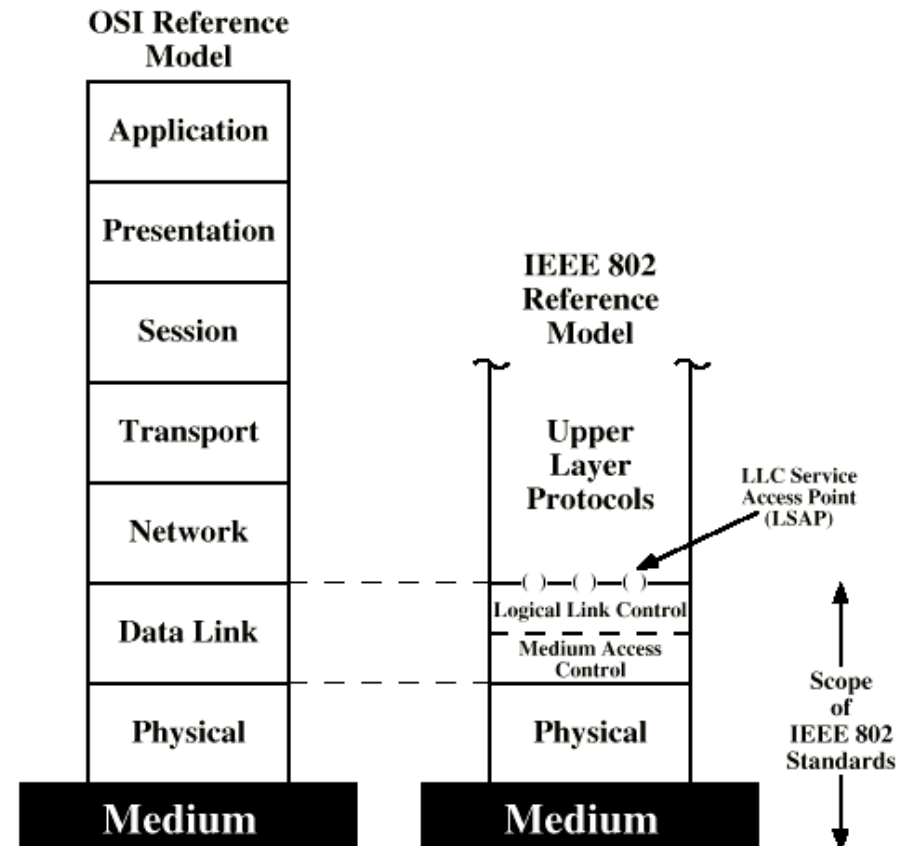 OSI Reference
Model
Application
Presentation
Session
Transport
Network
Data Link
Physical
Medium
IEEE 802
Reference
Model
Upper
Layer
Protocols
LLC Service
Access Point
(LSAP)
Logical Link Control
Medium Access
Control
Physical
Medium
Scope
of
IEEE 802
Standards